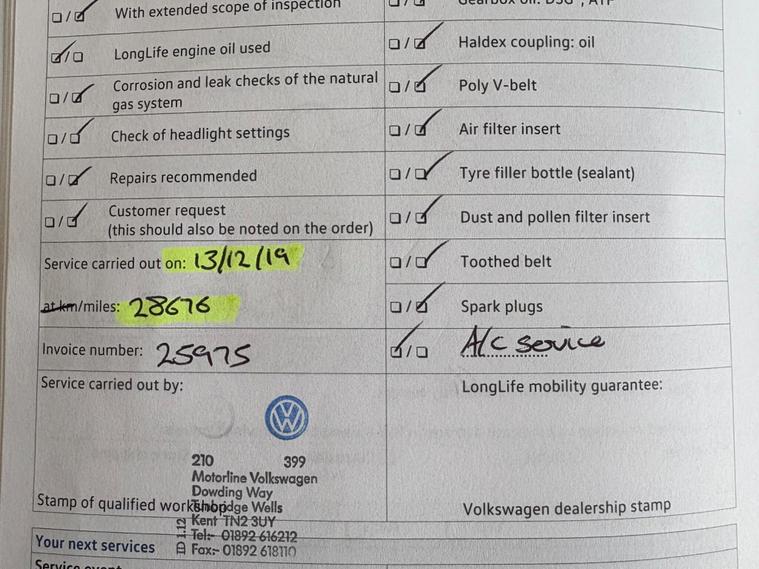 With extended scope of inspection
LongLife engine oil used
Haldex coupling: oil
Corrosion and leak checks of the natural
gas system
Poly V-belt
Check of headlight settings
Air filter insert
Repairs recommended
Tyre filler bottle (sealant)
Customer request
(this should also be noted on the order)
Dust and pollen filter insert
Service carried out on: 13/12/19
Toothed belt
at km/miles: 28676
Spark plugs
Invoice number: 25975
A/C service
Service carried out by:
LongLife mobility guarantee:
210 399
Motorline Volkswagen
Dowding Way
Tunbridge Wells
Stamp of qualified workshop
Volkswagen dealership stamp
Kent TN2 3UY
Tel:- 01892 616212
Fax:- 01892 618110
ID 1.12
Your next services
Service event